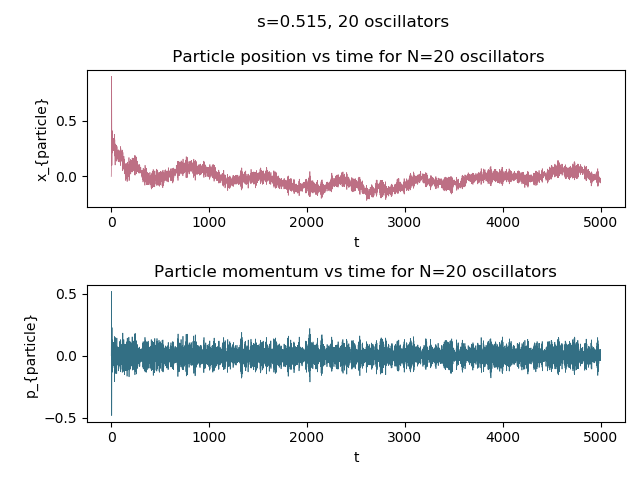 s=0.515, 20 oscillators
Particle position vs time for N=20 oscillators
x_{particle}
0.5
0.0
0
1000
2000
3000
4000
5000
t
Particle momentum vs time for N=20 oscillators
p_{particle}
0.5
0.0
−0.5
0
1000
2000
3000
4000
5000
t